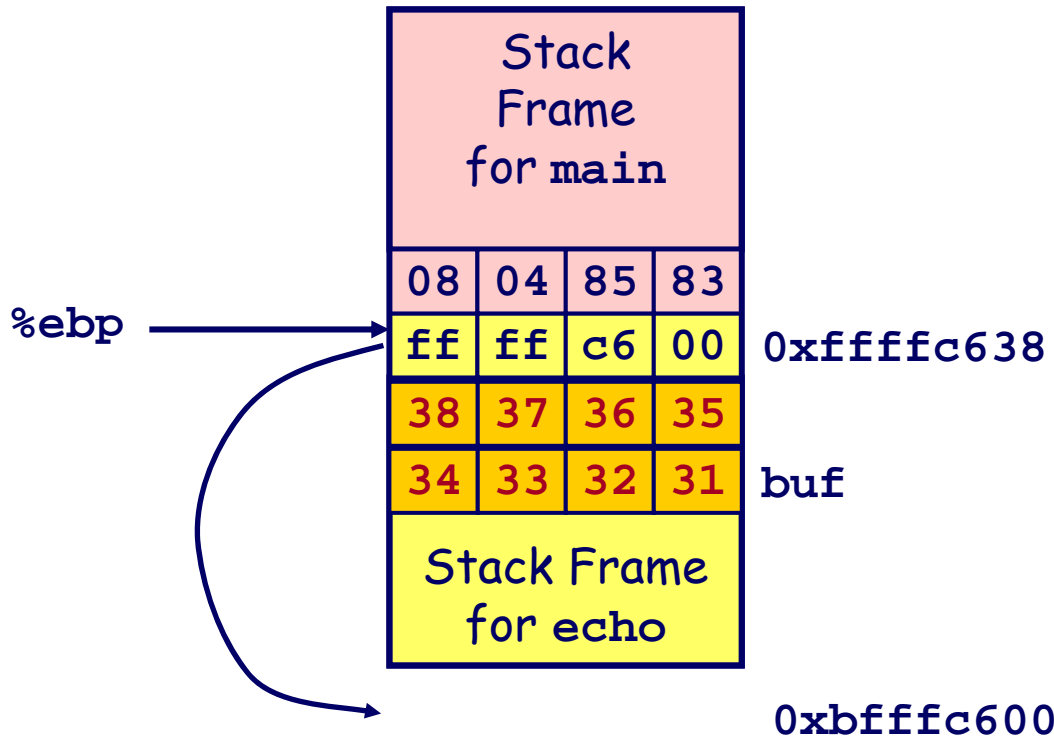 Stack
Frame
for main
08 04 85 83
%ebp
ff ff c6 00 0xffffc638
38 37 36 35
34 33 32 31 buf
Stack Frame
for echo
0xbfffc600